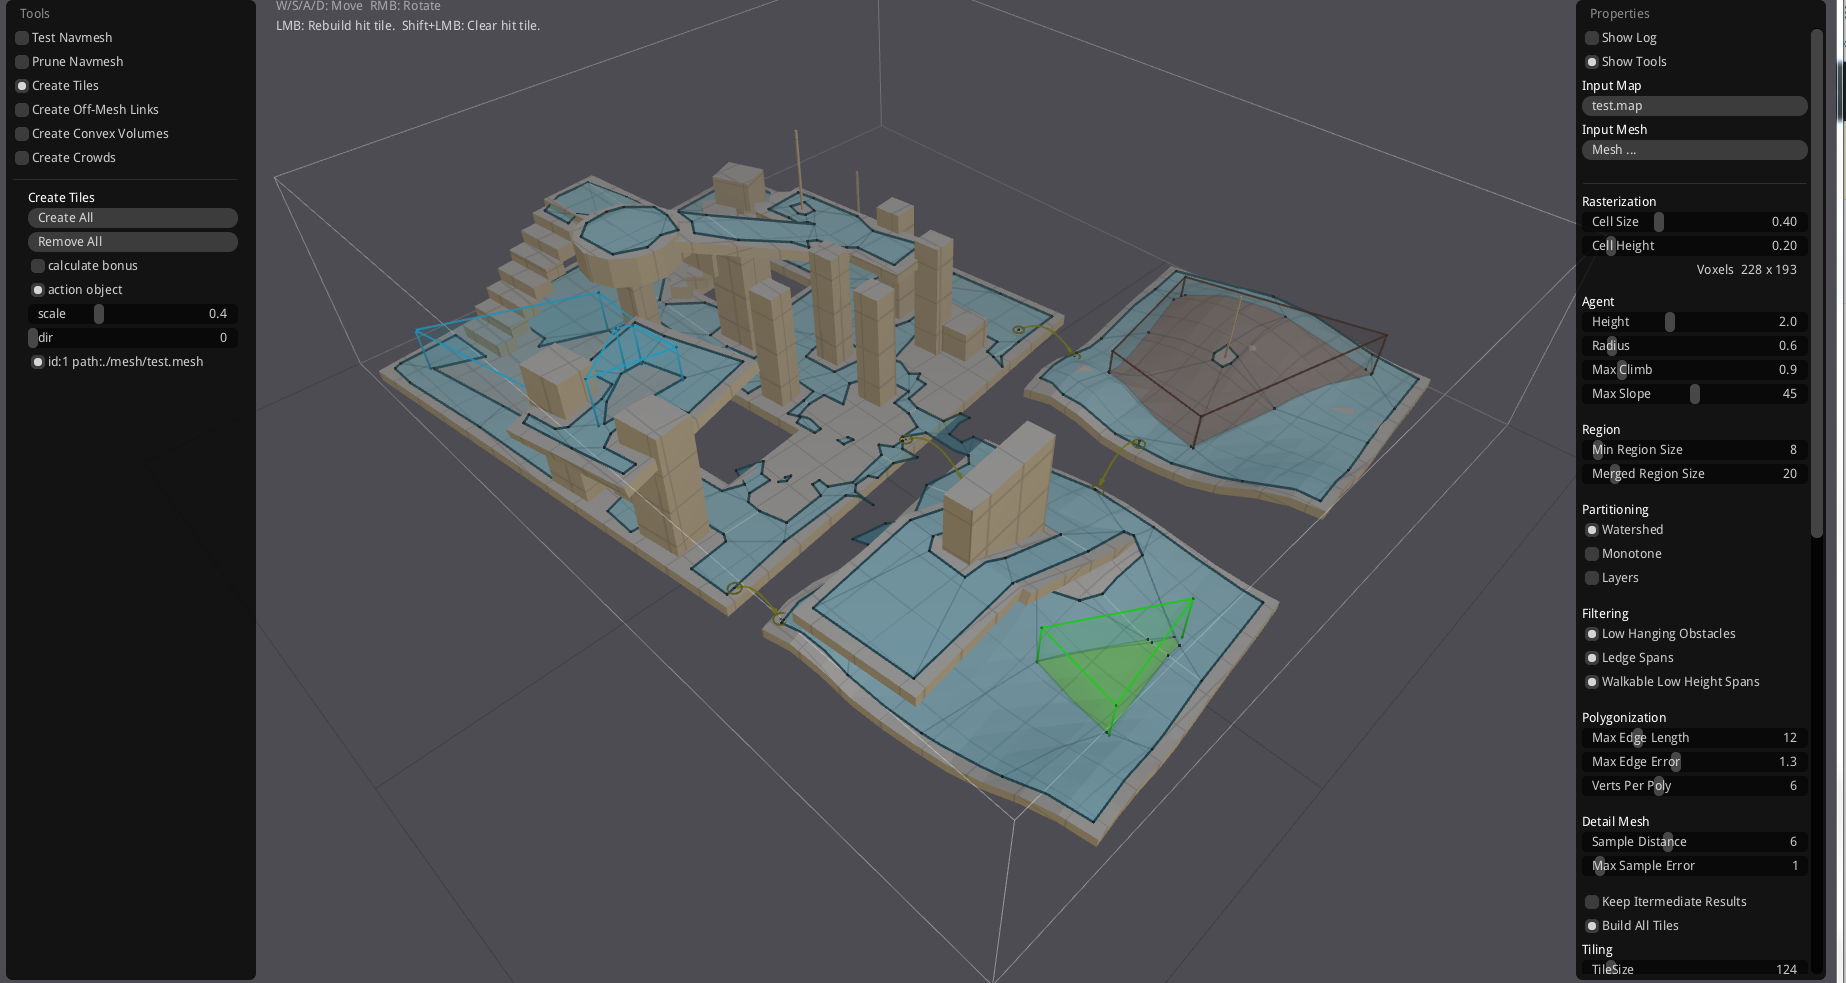 Tools
Test Navmesh
Prune Navmesh
Create Tiles
Create Off-Mesh Links
Create Convex Volumes
Create Crowds
Create Tiles
Create All
Remove All
calculate bonus
action object
scale 0.4
dir 0
id:1 path:./mesh/test.mesh
W/S/A/D: Move RMB: Rotate
LMB: Rebuild hit tile. Shift+LMB: Clear hit tile.
Properties
Show Log
Show Tools
Input Map
test.map
Input Mesh
Mesh ...
Rasterization
Cell Size 0.40
Cell Height 0.20
Voxels 228 x 193
Agent
Height 2.0
Radius 0.6
Max Climb 0.9
Max Slope 45
Region
Min Region Size 8
Merged Region Size 20
Partitioning
Watershed
Monotone
Layers
Filtering
Low Hanging Obstacles
Ledge Spans
Walkable Low Height Spans
Polygonization
Max Edge Length 12
Max Edge Error 1.3
Verts Per Poly 6
Detail Mesh
Sample Distance 6
Max Sample Error 1
Keep Itermediate Results
Build All Tiles
Tiling
TileSize 124